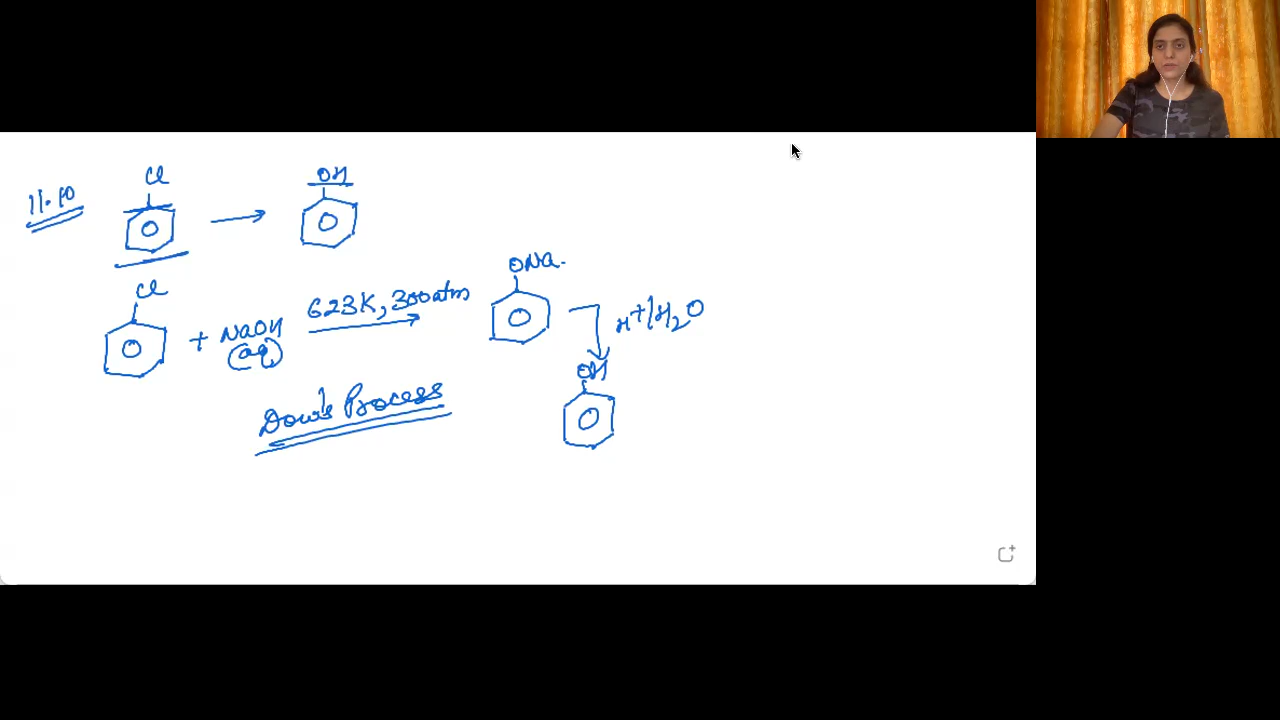 11.10
Cl
OH
Cl
+ NaOH
(aq)
623K, 300atm
ONa.
H+/H2O
OH
Dow's Process